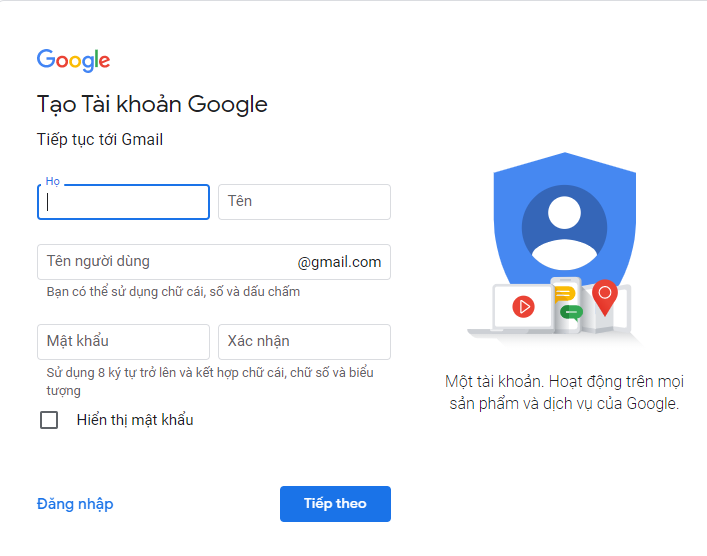 Google
Tạo Tài khoản Google
Tiếp tục tới Gmail
Họ
Tên
Tên người dùng @gmail.com
Bạn có thể sử dụng chữ cái, số và dấu chấm
Mật khẩu Xác nhận
Sử dụng 8 ký tự trở lên và kết hợp chữ cái, chữ số và biểu
tượng
Hiển thị mật khẩu
Đăng nhập Tiếp theo
Một tài khoản. Hoạt động trên mọi
sản phẩm và dịch vụ của Google.